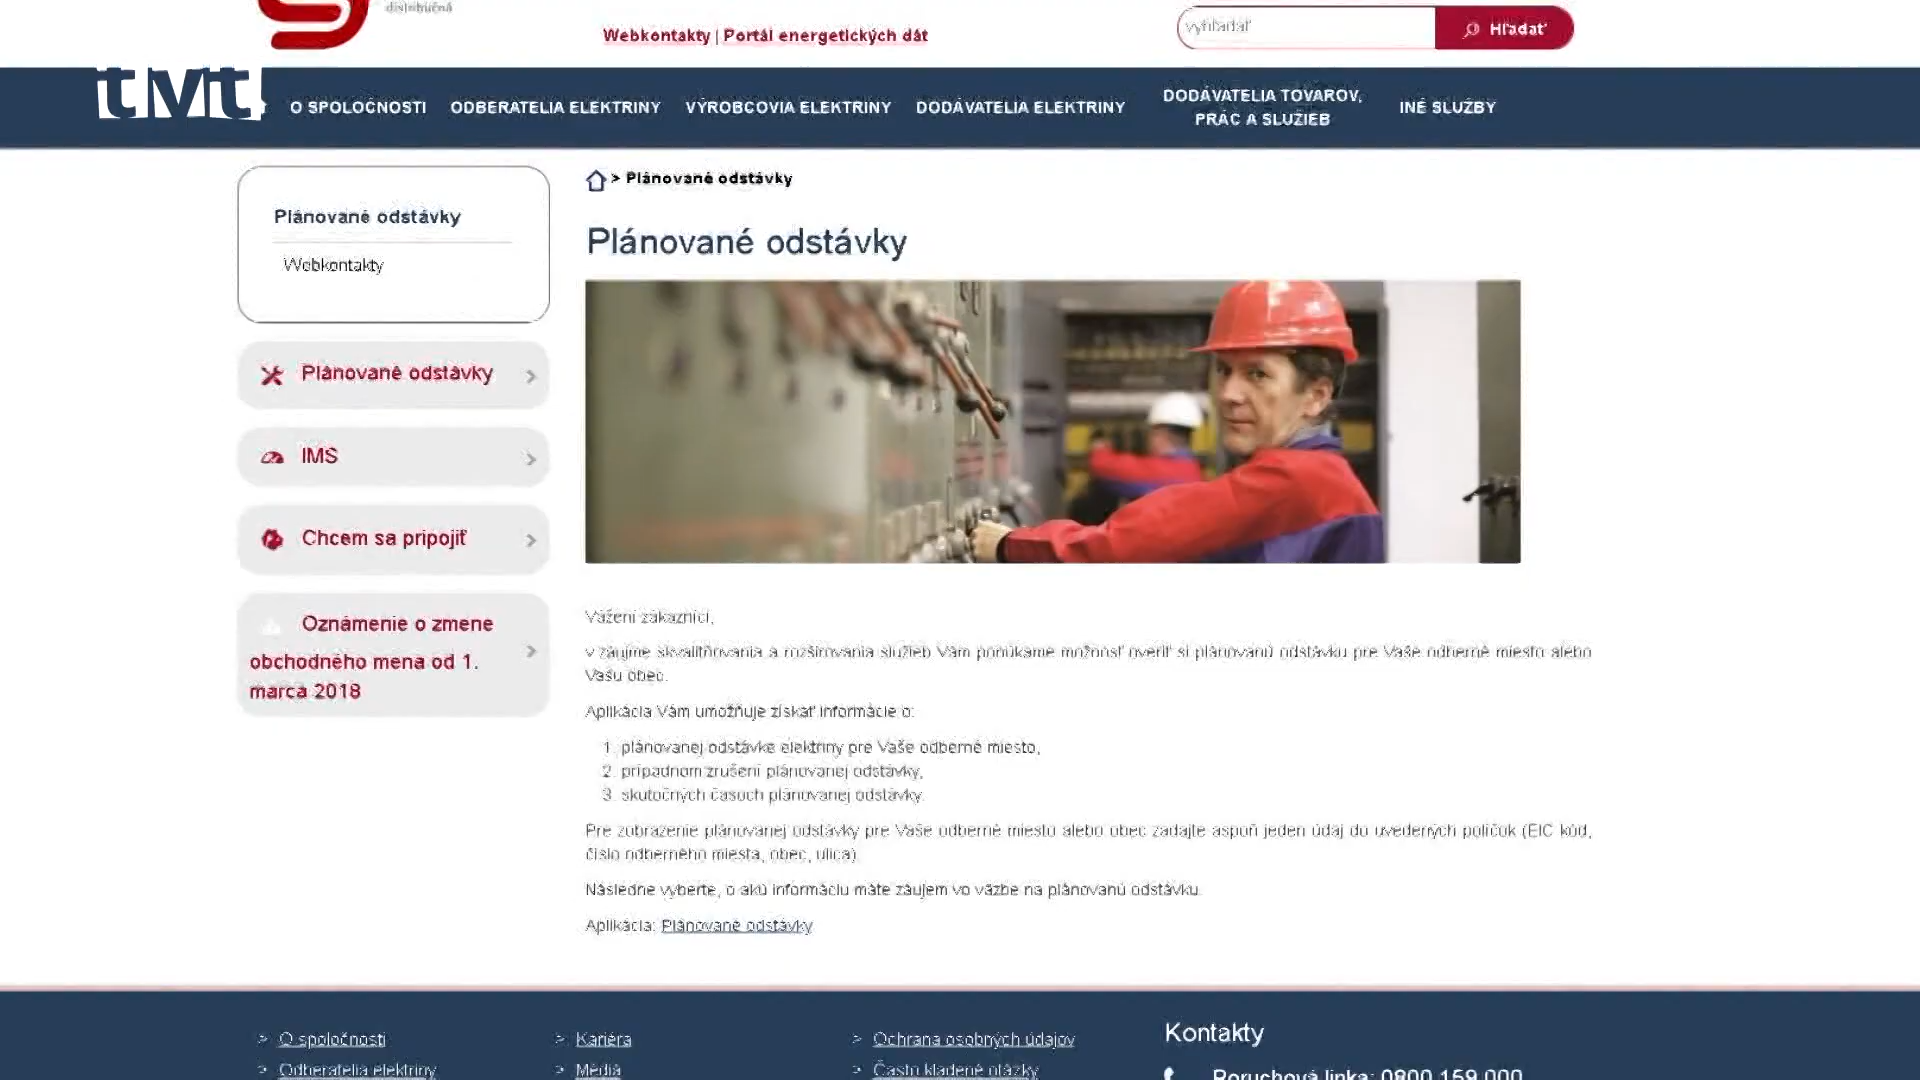 distribučná
Webkontakty | Portál energetických dát
vyhľadať
Hľadať
tvt
O SPOLOČNOSTI
ODBERATELIA ELEKTRINY
VÝROBCOVIA ELEKTRINY
DODÁVATELIA ELEKTRINY
DODÁVATELIA TOVAROV,
PRÁC A SLUŽIEB
INÉ SLUŽBY
Plánované odstávky
Webkontakty
Plánované odstávky
IMS
Chcem sa pripojiť
Oznámenie o zmene
obchodného mena od 1.
marca 2018
> Plánované odstávky
Plánované odstávky
Vážení zákazníci,
v záujme skvalitňovania a rozširovania služieb Vám ponúkame možnosť overiť si plánovanú odstávku pre Vaše odberné miesto alebo
Vašu obec.
Aplikácia Vám umožňuje získať informácie o:
1. plánovanej odstávke elektriny pre Vaše odberné miesto,
2. prípadnom zrušení plánovanej odstávky,
3. skutočných časoch plánovanej odstávky.
Pre zobrazenie plánovanej odstávky pre Vaše odberné miesto alebo obec zadajte aspoň jeden údaj do uvedených políčok (EIC kód,
číslo odberného miesta, obec, ulica).
Následne vyberte, o akú informáciu máte záujem vo väzbe na plánovanú odstávku.
Aplikácia: Plánované odstávky
> O spoločnosti
> Odberatelia elektriny
> Kariéra
> Médiá
> Ochrana osobných údajov
> Často kladené otázky
Kontakty
Poruchová linka: 0800 159 000